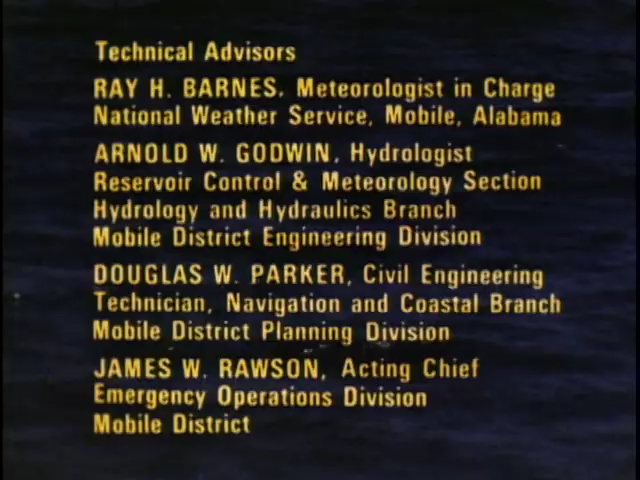 Technical Advisors
RAY H. BARNES, Meteorologist in Charge
National Weather Service, Mobile, Alabama
ARNOLD W. GODWIN, Hydrologist
Reservoir Control & Meteorology Section
Hydrology and Hydraulics Branch
Mobile District Engineering Division
DOUGLAS W. PARKER, Civil Engineering
Technician, Navigation and Coastal Branch
Mobile District Planning Division
JAMES W. RAWSON, Acting Chief
Emergency Operations Division
Mobile District